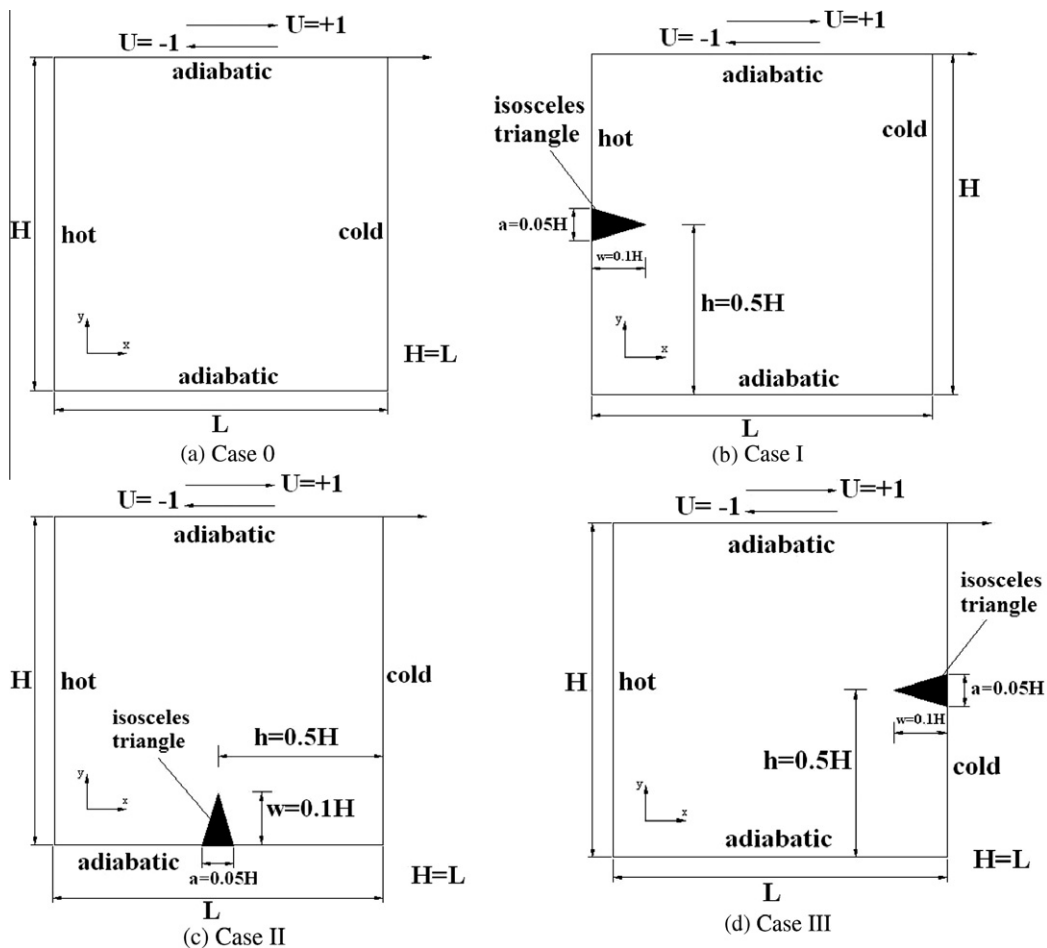 U=+1
U= -1
adiabatic
H
hot
cold
y
x
H=L
adiabatic
L
(a) Case 0
U=+1
U= -1
adiabatic
isosceles
triangle
hot
cold
H
a=0.05H
w=0.1H
h=0.5H
y
x
adiabatic
L
(b) Case I
U=+1
U= -1
adiabatic
H
hot
cold
isosceles
triangle
h=0.5H
y
x
w=0.1H
adiabatic
a=0.05H
H=L
L
(c) Case II
U=+1
U= -1
adiabatic
isosceles
triangle
H
hot
a=0.05H
w=0.1H
h=0.5H
cold
y
x
adiabatic
H=L
L
(d) Case III